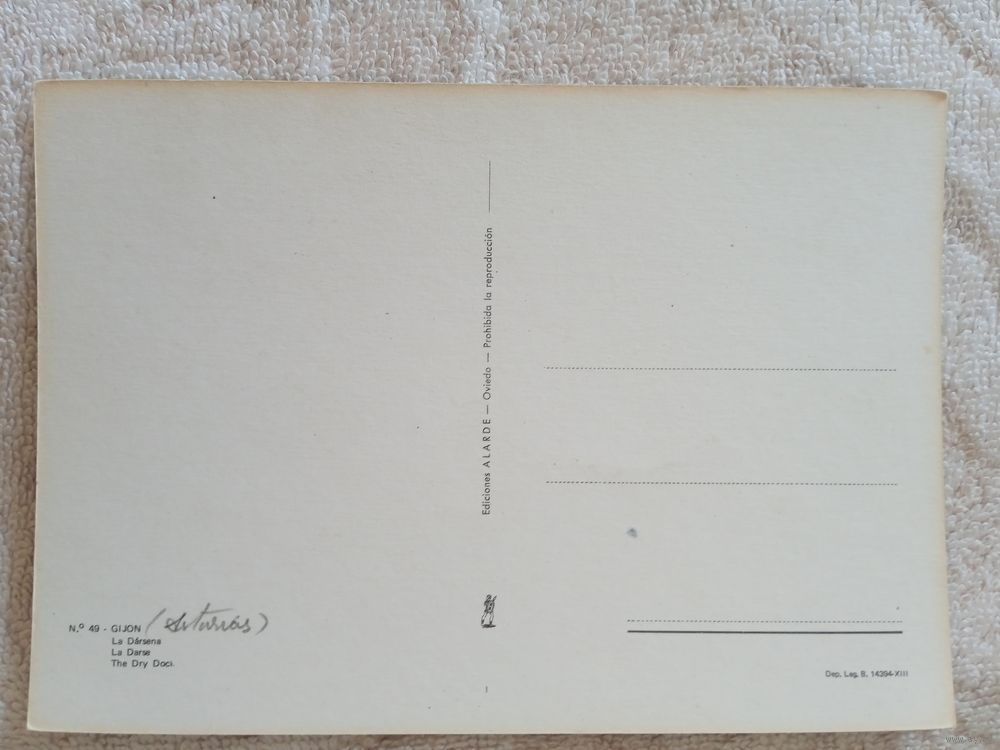 Ediciones ALARDE — Oviedo — Prohibida la reproducción
N.º 49 - GIJON (Asturias)
La Dársena
La Darse
The Dry Doci.
Dep. Leg. B. 14394-XIII